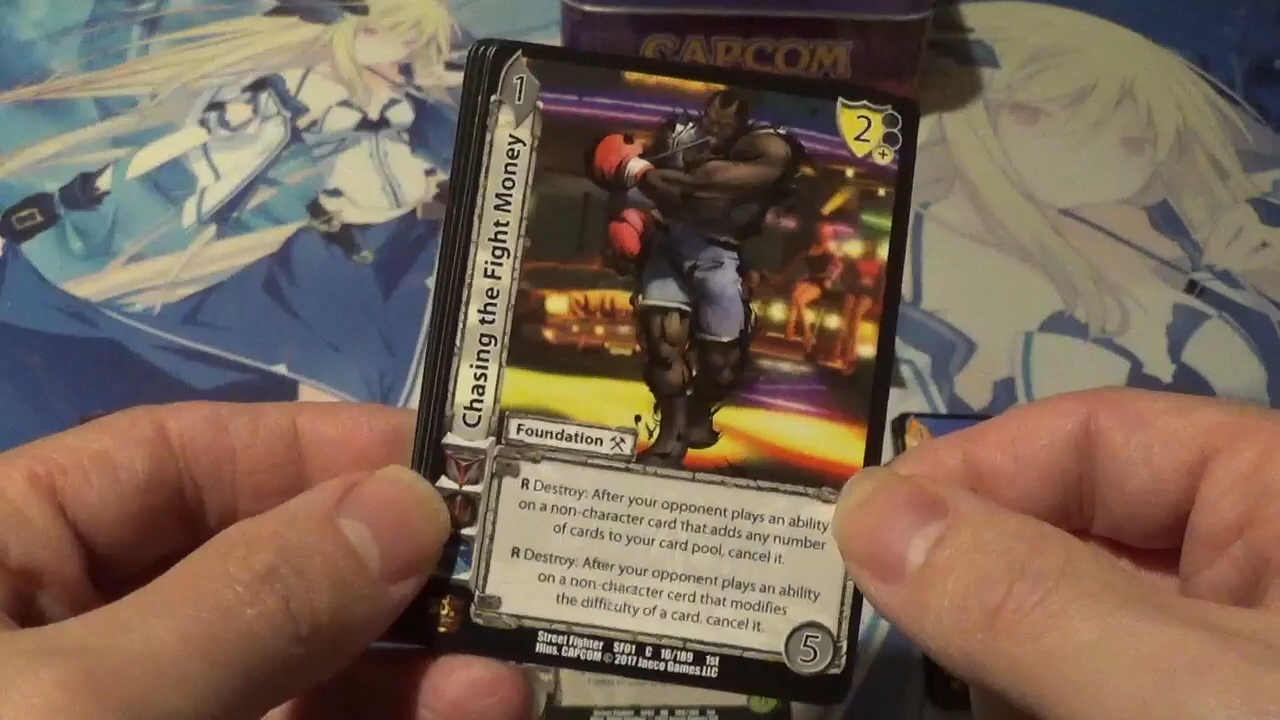 CAPCOM
1
2
+
Chasing the Fight Money
Foundation
R Destroy: After your opponent plays an ability
on a non-character card that adds any number
of cards to your card pool, cancel it.
R Destroy: After your opponent plays an ability
on a non-character cerd that modifies
the difficulty of a card, cancel it.
5
Street Fighter SF01 C 16/189 1st
Illus. CAPCOM © 2017 Jasco Games LLC